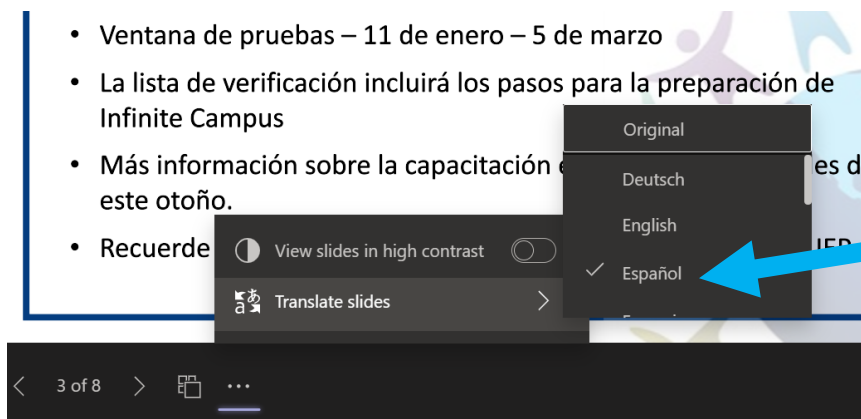 • Ventana de pruebas – 11 de enero – 5 de marzo
• La lista de verificación incluirá los pasos para la preparación de
Infinite Campus
• Más información sobre la capacitación
este otoño.
• Recuerde
Original
Deutsch
English
Español
View slides in high contrast
Translate slides
3 of 8